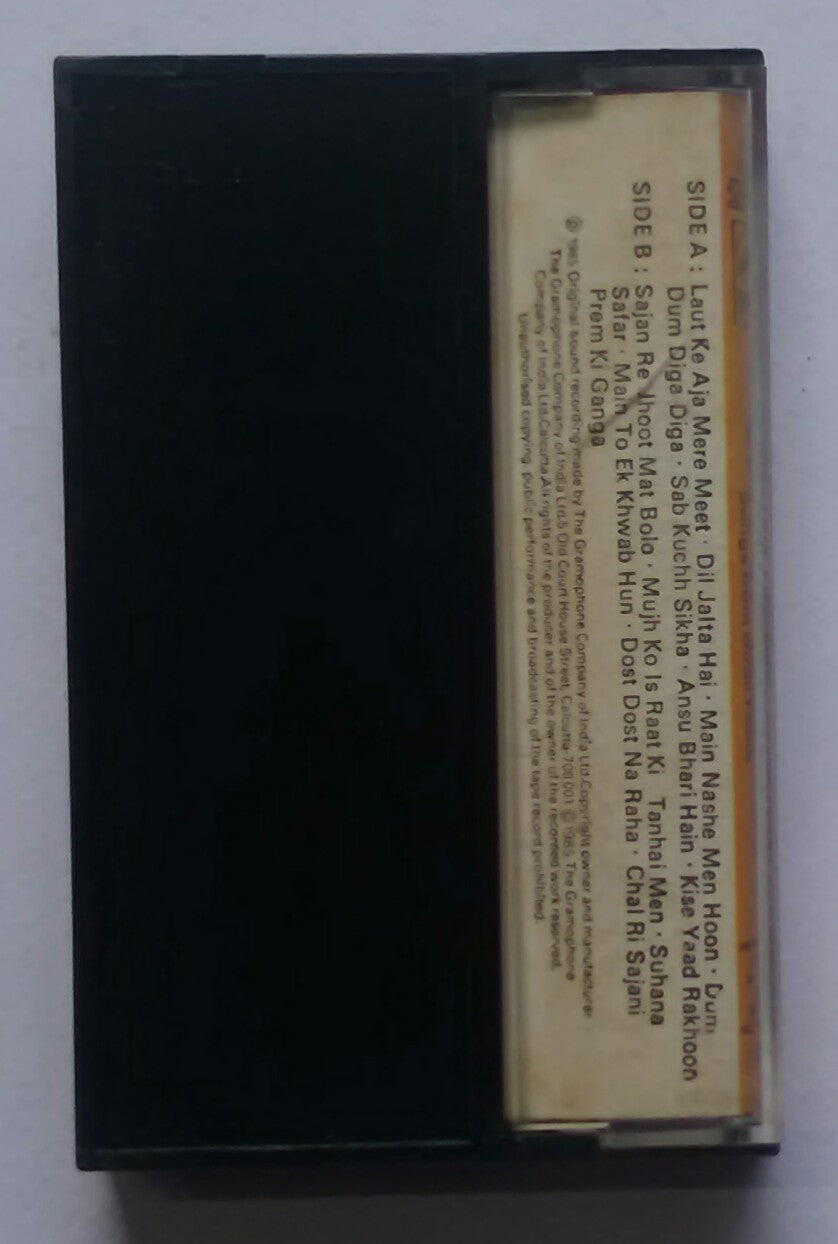 SIDE A : Laut Ke Aja Mere Meet · Dil Jalta Hai · Main Nashe Men Hoon · Dum
Dum Diga Diga · Sab Kuchh Sikha · Ansu Bhari Hain · Kise Yaad Rakhoon
SIDE B : Sajan Re Jhoot Mat Bolo · Mujh Ko Is Raat Ki Tanhai Men · Suhana
Safar · Main To Ek Khwab Hun · Dost Dost Na Raha · Chal Ri Sajani
Prem Ki Ganga
℗ 1985 Original sound recording made by The Gramophone Company of India Ltd. Copyright owner and manufacturer
The Gramophone Company of India Ltd. 5 Old Court House Street, Calcutta-700 001 © 1985 The Gramophone
Company of India Ltd. Calcutta. All rights of the producer and of the owner of the recorded work reserved.
Unauthorised copying, public performance and broadcasting of the tape record prohibited.